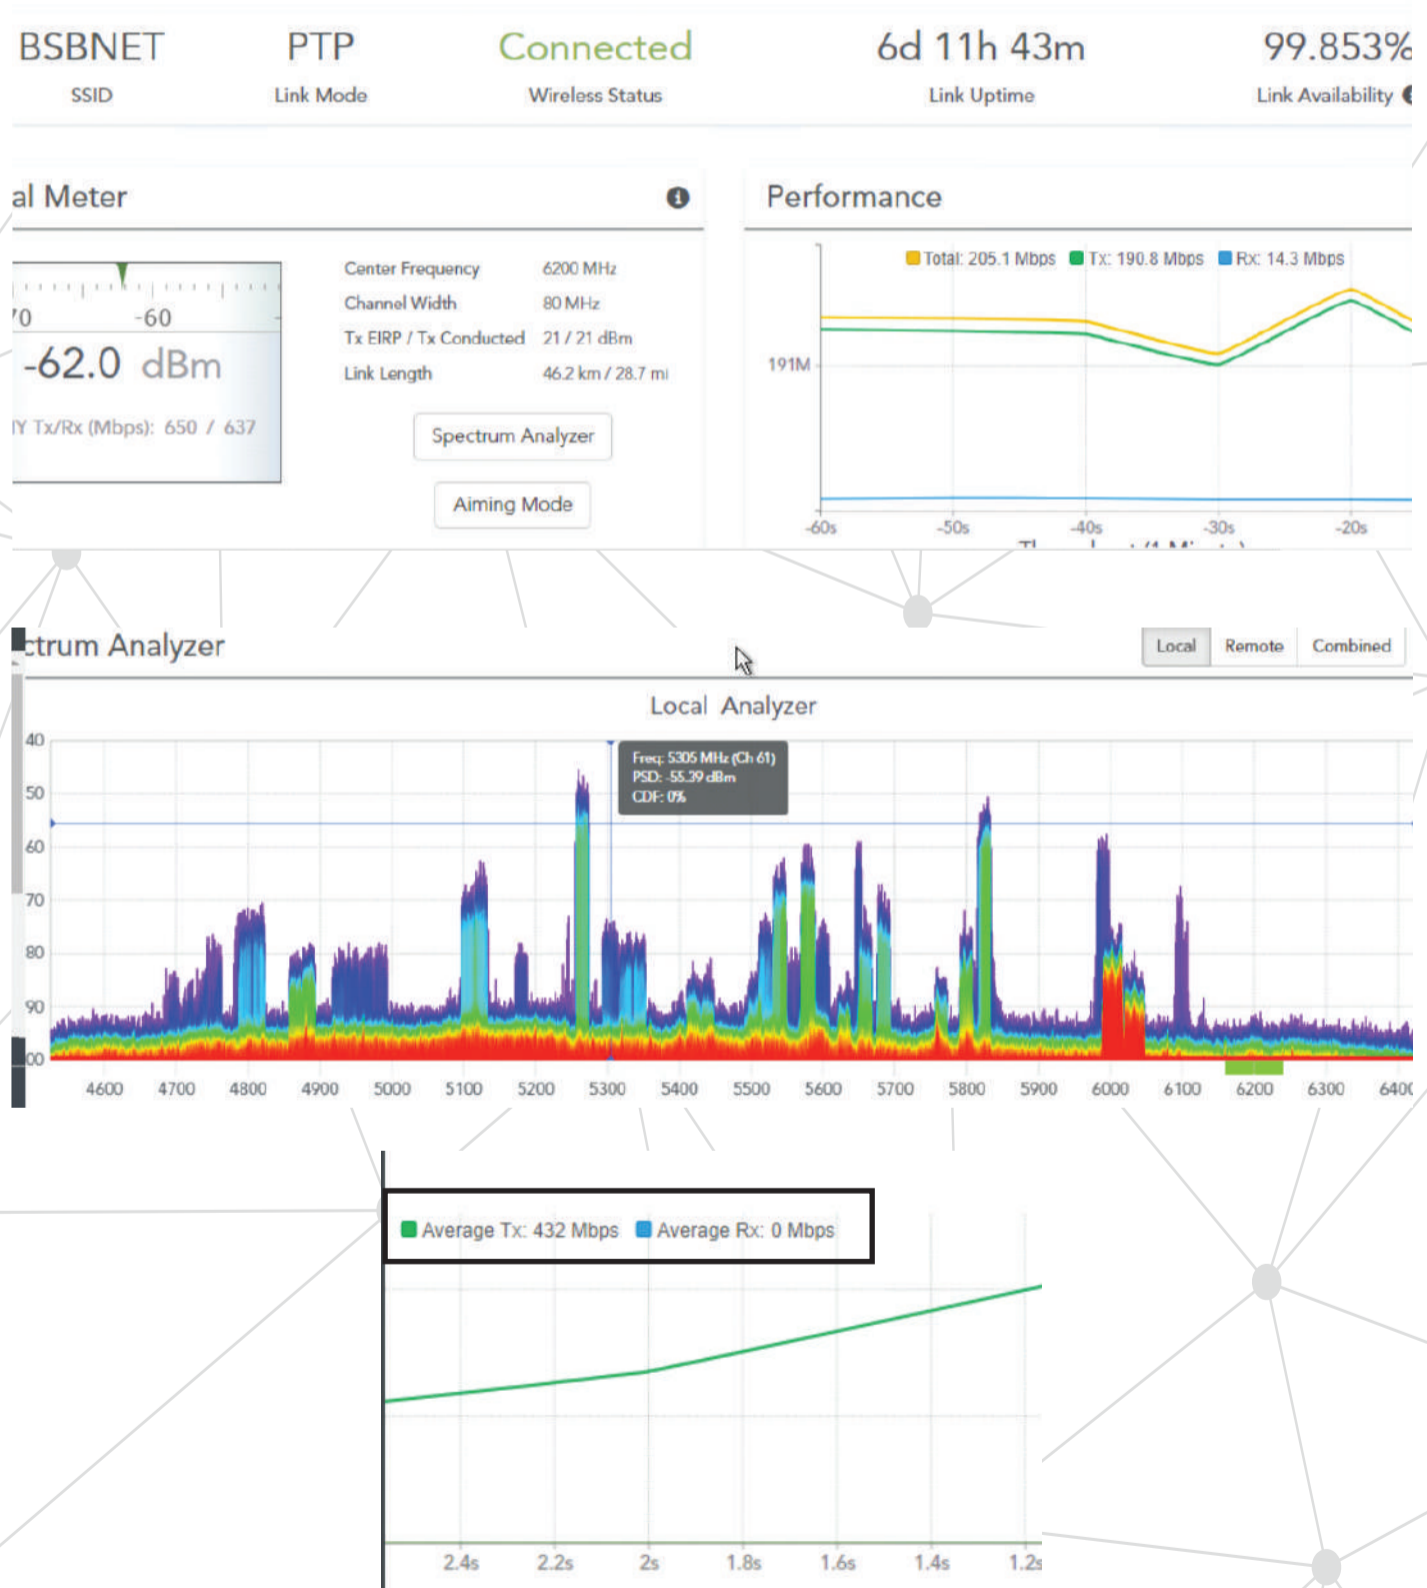 BSBNET PTP Connected 6d 11h 43m 99.853%
SSID Link Mode Wireless Status Link Uptime Link Availability
al Meter
Performance
Center Frequency 6200 MHz
Channel Width 80 MHz
Tx EIRP / Tx Conducted 21 / 21 dBm
Link Length 46.2 km / 28.7 mi
Spectrum Analyzer
Aiming Mode
70 -60
-62.0 dBm
Y Tx/Rx (Mbps): 650 / 637
Total: 205.1 Mbps Tx: 190.8 Mbps Rx: 14.3 Mbps
191M
-60s -50s -40s -30s -20s
ctrum Analyzer
Local Remote Combined
Local Analyzer
Freq: 5305 MHz (Ch 61)
PSD: -55.39 dBm
CDF: 0%
40
50
60
70
80
90
00
4600 4700 4800 4900 5000 5100 5200 5300 5400 5500 5600 5700 5800 5900 6000 6100 6200 6300 6400
Average Tx: 432 Mbps Average Rx: 0 Mbps
2.4s 2.2s 2s 1.8s 1.6s 1.4s 1.2s